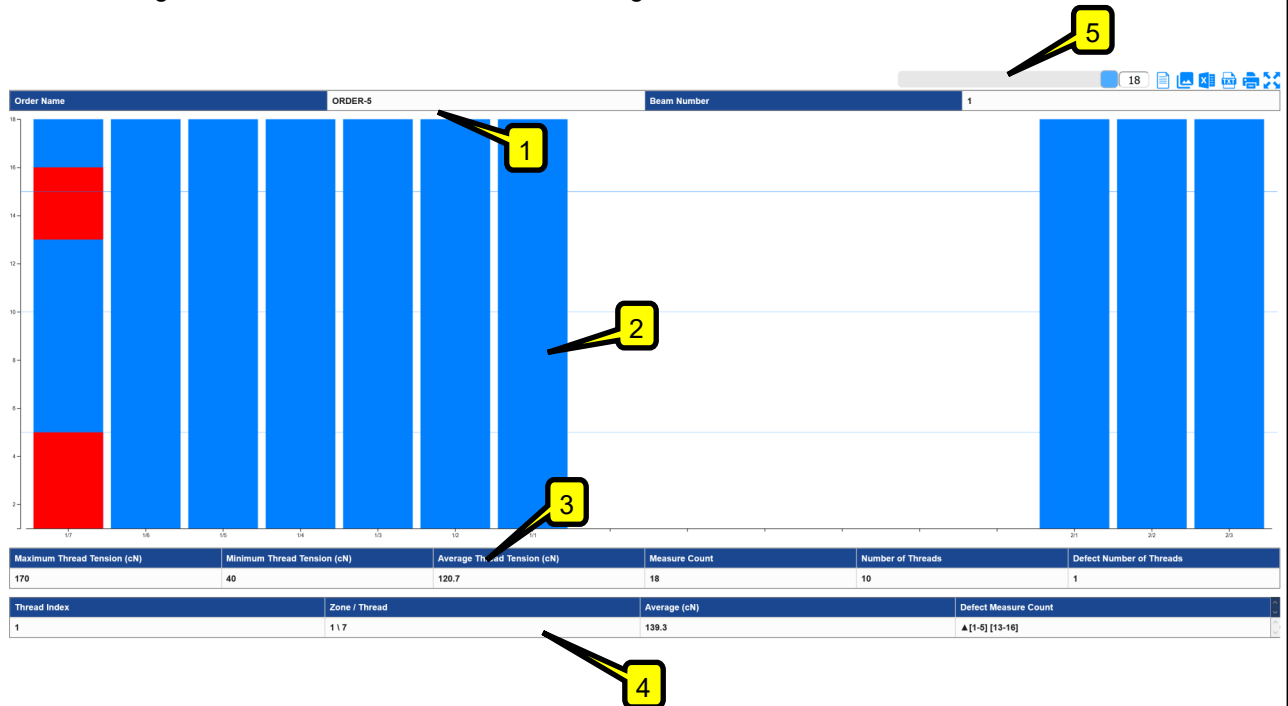 5
18
TXT
Order Name ORDER-5 Beam Number 1
1
18
16
14
12
10
8
6
4
2
2
3
1/7 1/6 1/5 1/4 1/3 1/2 1/1 2/1 2/2 2/3
Maximum Thread Tension (cN) Minimum Thread Tension (cN) Average Thread Tension (cN) Measure Count Number of Threads Defect Number of Threads
170 40 120.7 18 10 1
Thread Index Zone / Thread Average (cN) Defect Measure Count
1 1 \ 7 139.3 ▲[1-5] [13-16]
4